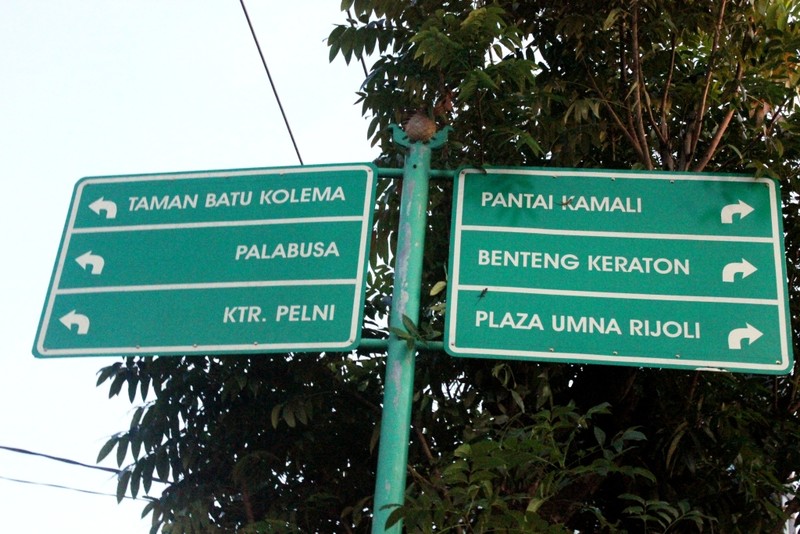 TAMAN BATU KOLEMA
PALABUSA
KTR. PELNI
PANTAI KAMALI
BENTENG KERATON
PLAZA UMNA RIJOLI